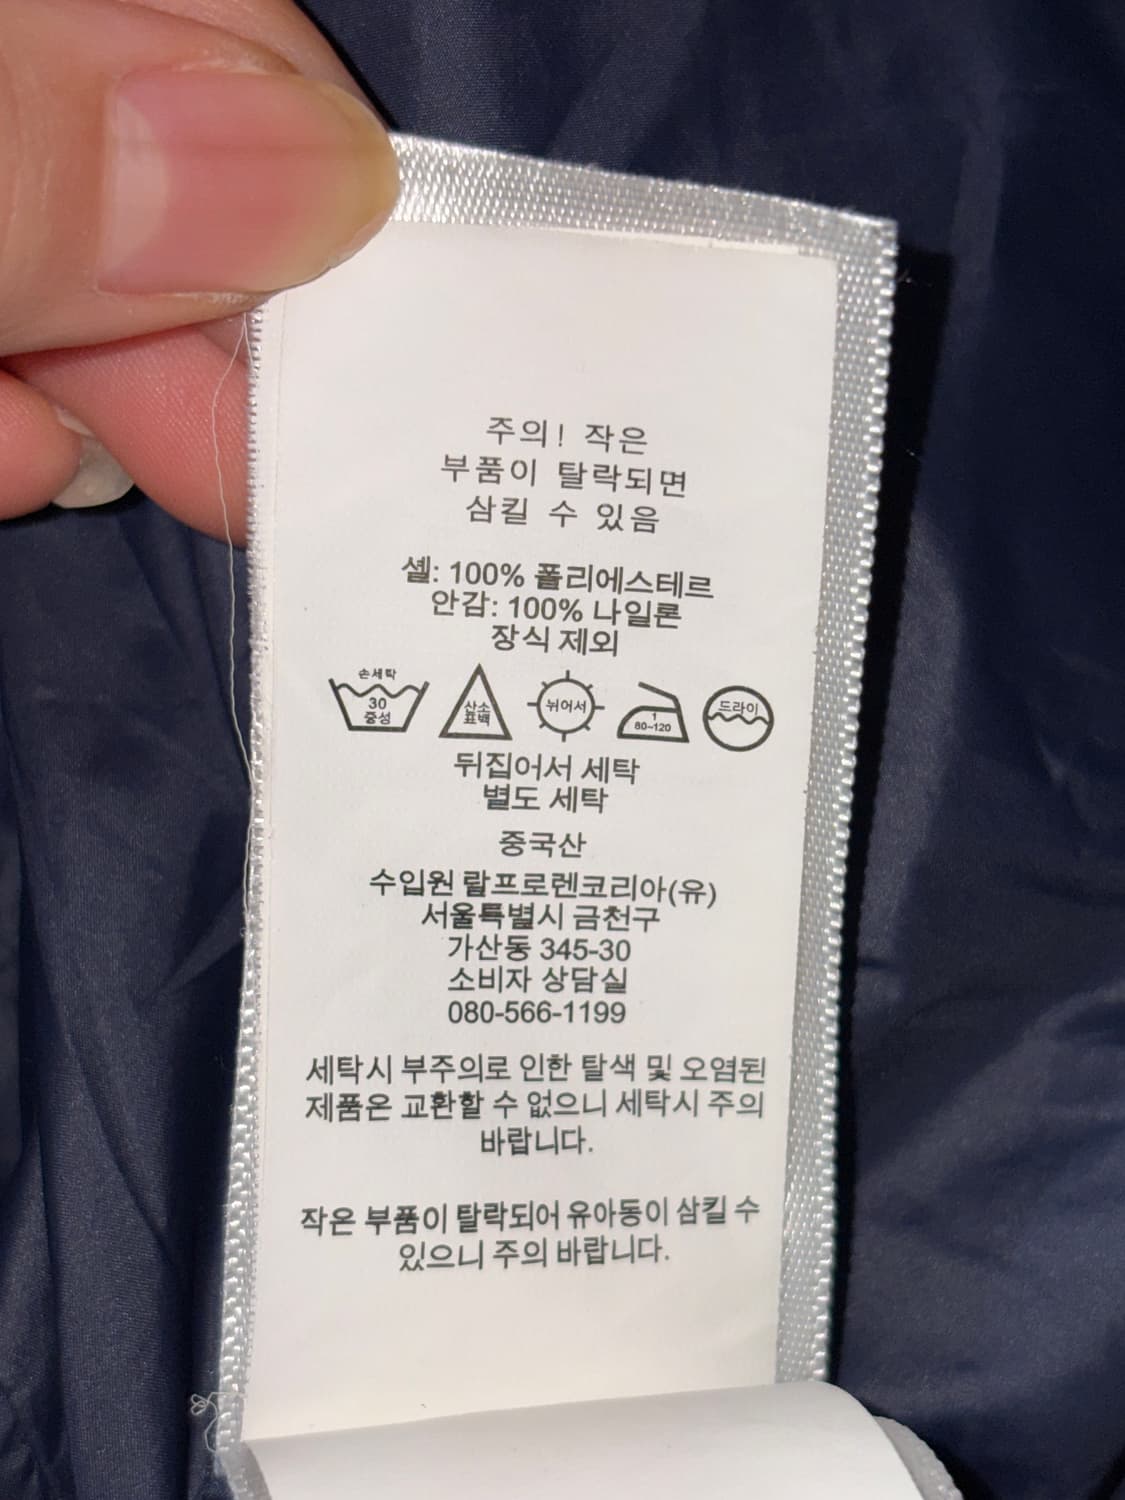 주의! 작은
부품이 탈락되면
삼킬 수 있음
셸: 100% 폴리에스테르
안감: 100% 나일론
장식 제외
손세탁
30
중성
산소
표백
뉘어서
1
80~120
드라이
뒤집어서 세탁
별도 세탁
중국산
수입원 랄프로렌코리아(유)
서울특별시 금천구
가산동 345-30
소비자 상담실
080-566-1199
세탁시 부주의로 인한 탈색 및 오염된
제품은 교환할 수 없으니 세탁시 주의
바랍니다.
작은 부품이 탈락되어 유아동이 삼킬 수
있으니 주의 바랍니다.